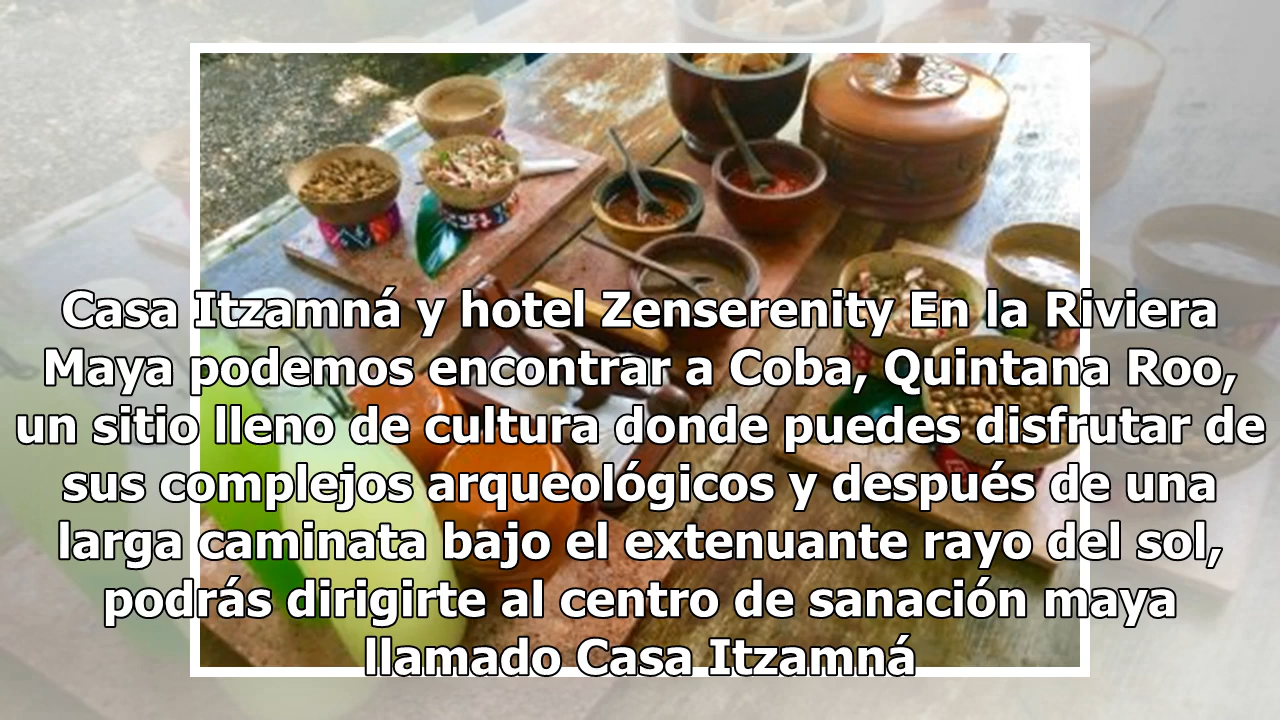 Casa Itzamná y hotel Zenserenity En la Riviera
Maya podemos encontrar a Coba, Quintana Roo,
un sitio lleno de cultura donde puedes disfrutar de
sus complejos arqueológicos y después de una
larga caminata bajo el extenuante rayo del sol,
podrás dirigirte al centro de sanación maya
llamado Casa Itzamná